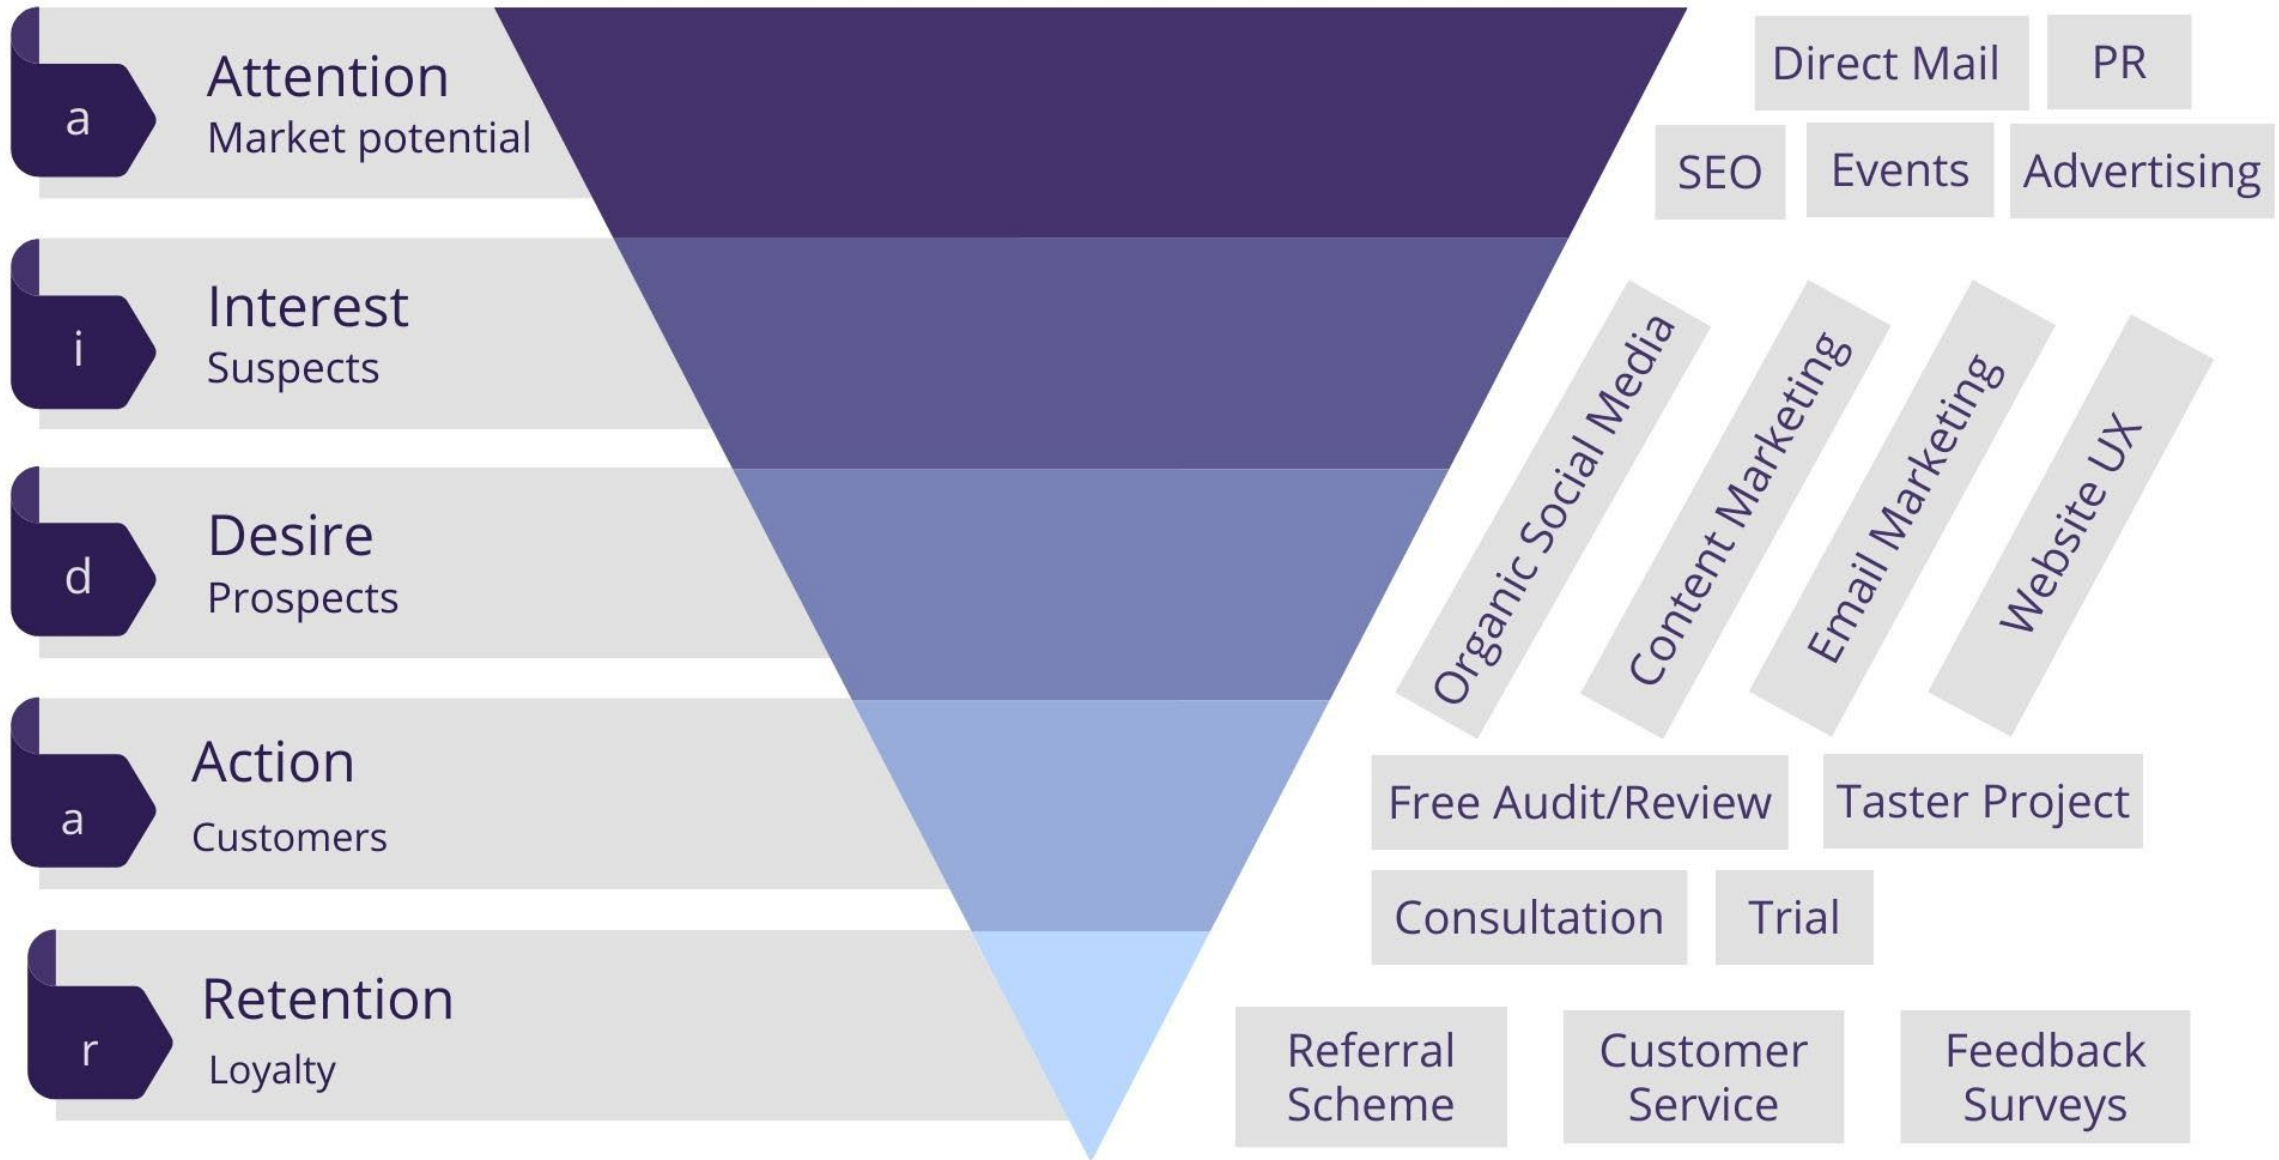 a
Attention
Market potential
i
Interest
Suspects
d
Desire
Prospects
a
Action
Customers
r
Retention
Loyalty
Direct Mail
PR
SEO
Events
Advertising
Organic Social Media
Content Marketing
Email Marketing
Website UX
Free Audit/Review
Taster Project
Consultation
Trial
Referral
Scheme
Customer
Service
Feedback
Surveys